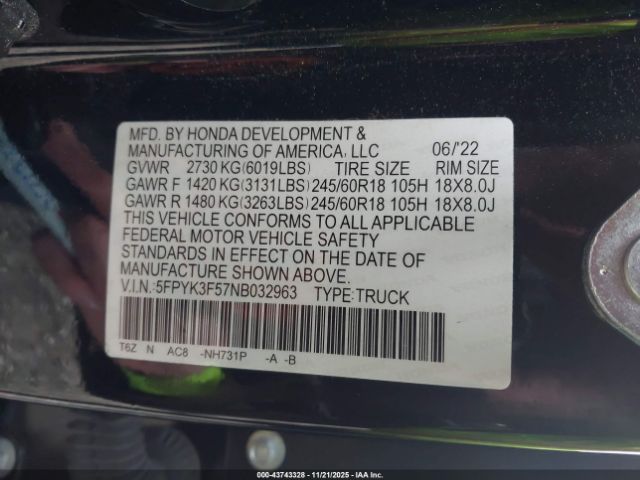 MFD. BY HONDA DEVELOPMENT &
MANUFACTURING OF AMERICA, LLC 06/'22
GVWR 2730 KG(6019LBS) TIRE SIZE RIM SIZE
GAWR F 1420 KG(3131LBS) 245/60R18 105H 18X8.0J
GAWR R 1480 KG(3263LBS) 245/60R18 105H 18X8.0J
THIS VEHICLE CONFORMS TO ALL APPLICABLE
FEDERAL MOTOR VEHICLE SAFETY
STANDARDS IN EFFECT ON THE DATE OF
MANUFACTURE SHOWN ABOVE.
V.I.N.:5FPYK3F57NB032963 TYPE:TRUCK
T6Z N AC8 -NH731P -A -B
000-43743328 - 11/21/2025 - IAA Inc.